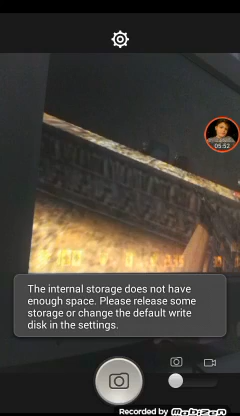 05:52
The internal storage does not have
enough space. Please release some
storage or change the default write
disk in the settings.
Recorded by Mobizen